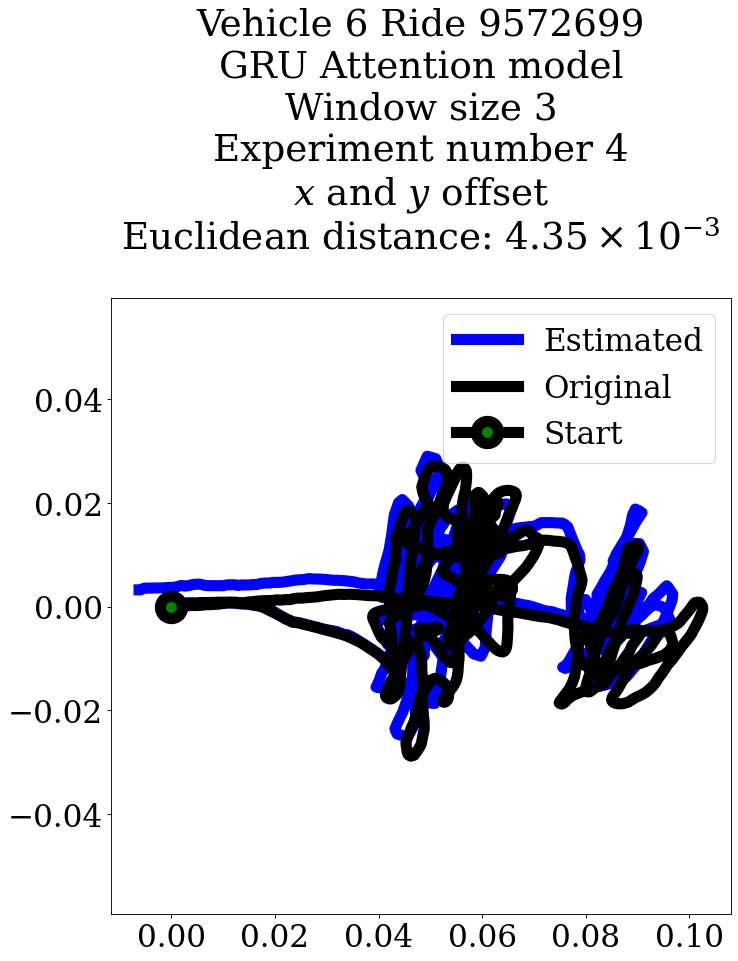 Vehicle 6 Ride 9572699
GRU Attention model
Window size 3
Experiment number 4
x and y offset
Euclidean distance: 4.35 × 10⁻³
Estimated
Original
Start
0.04
0.02
0.00
−0.02
−0.04
0.00 0.02 0.04 0.06 0.08 0.10